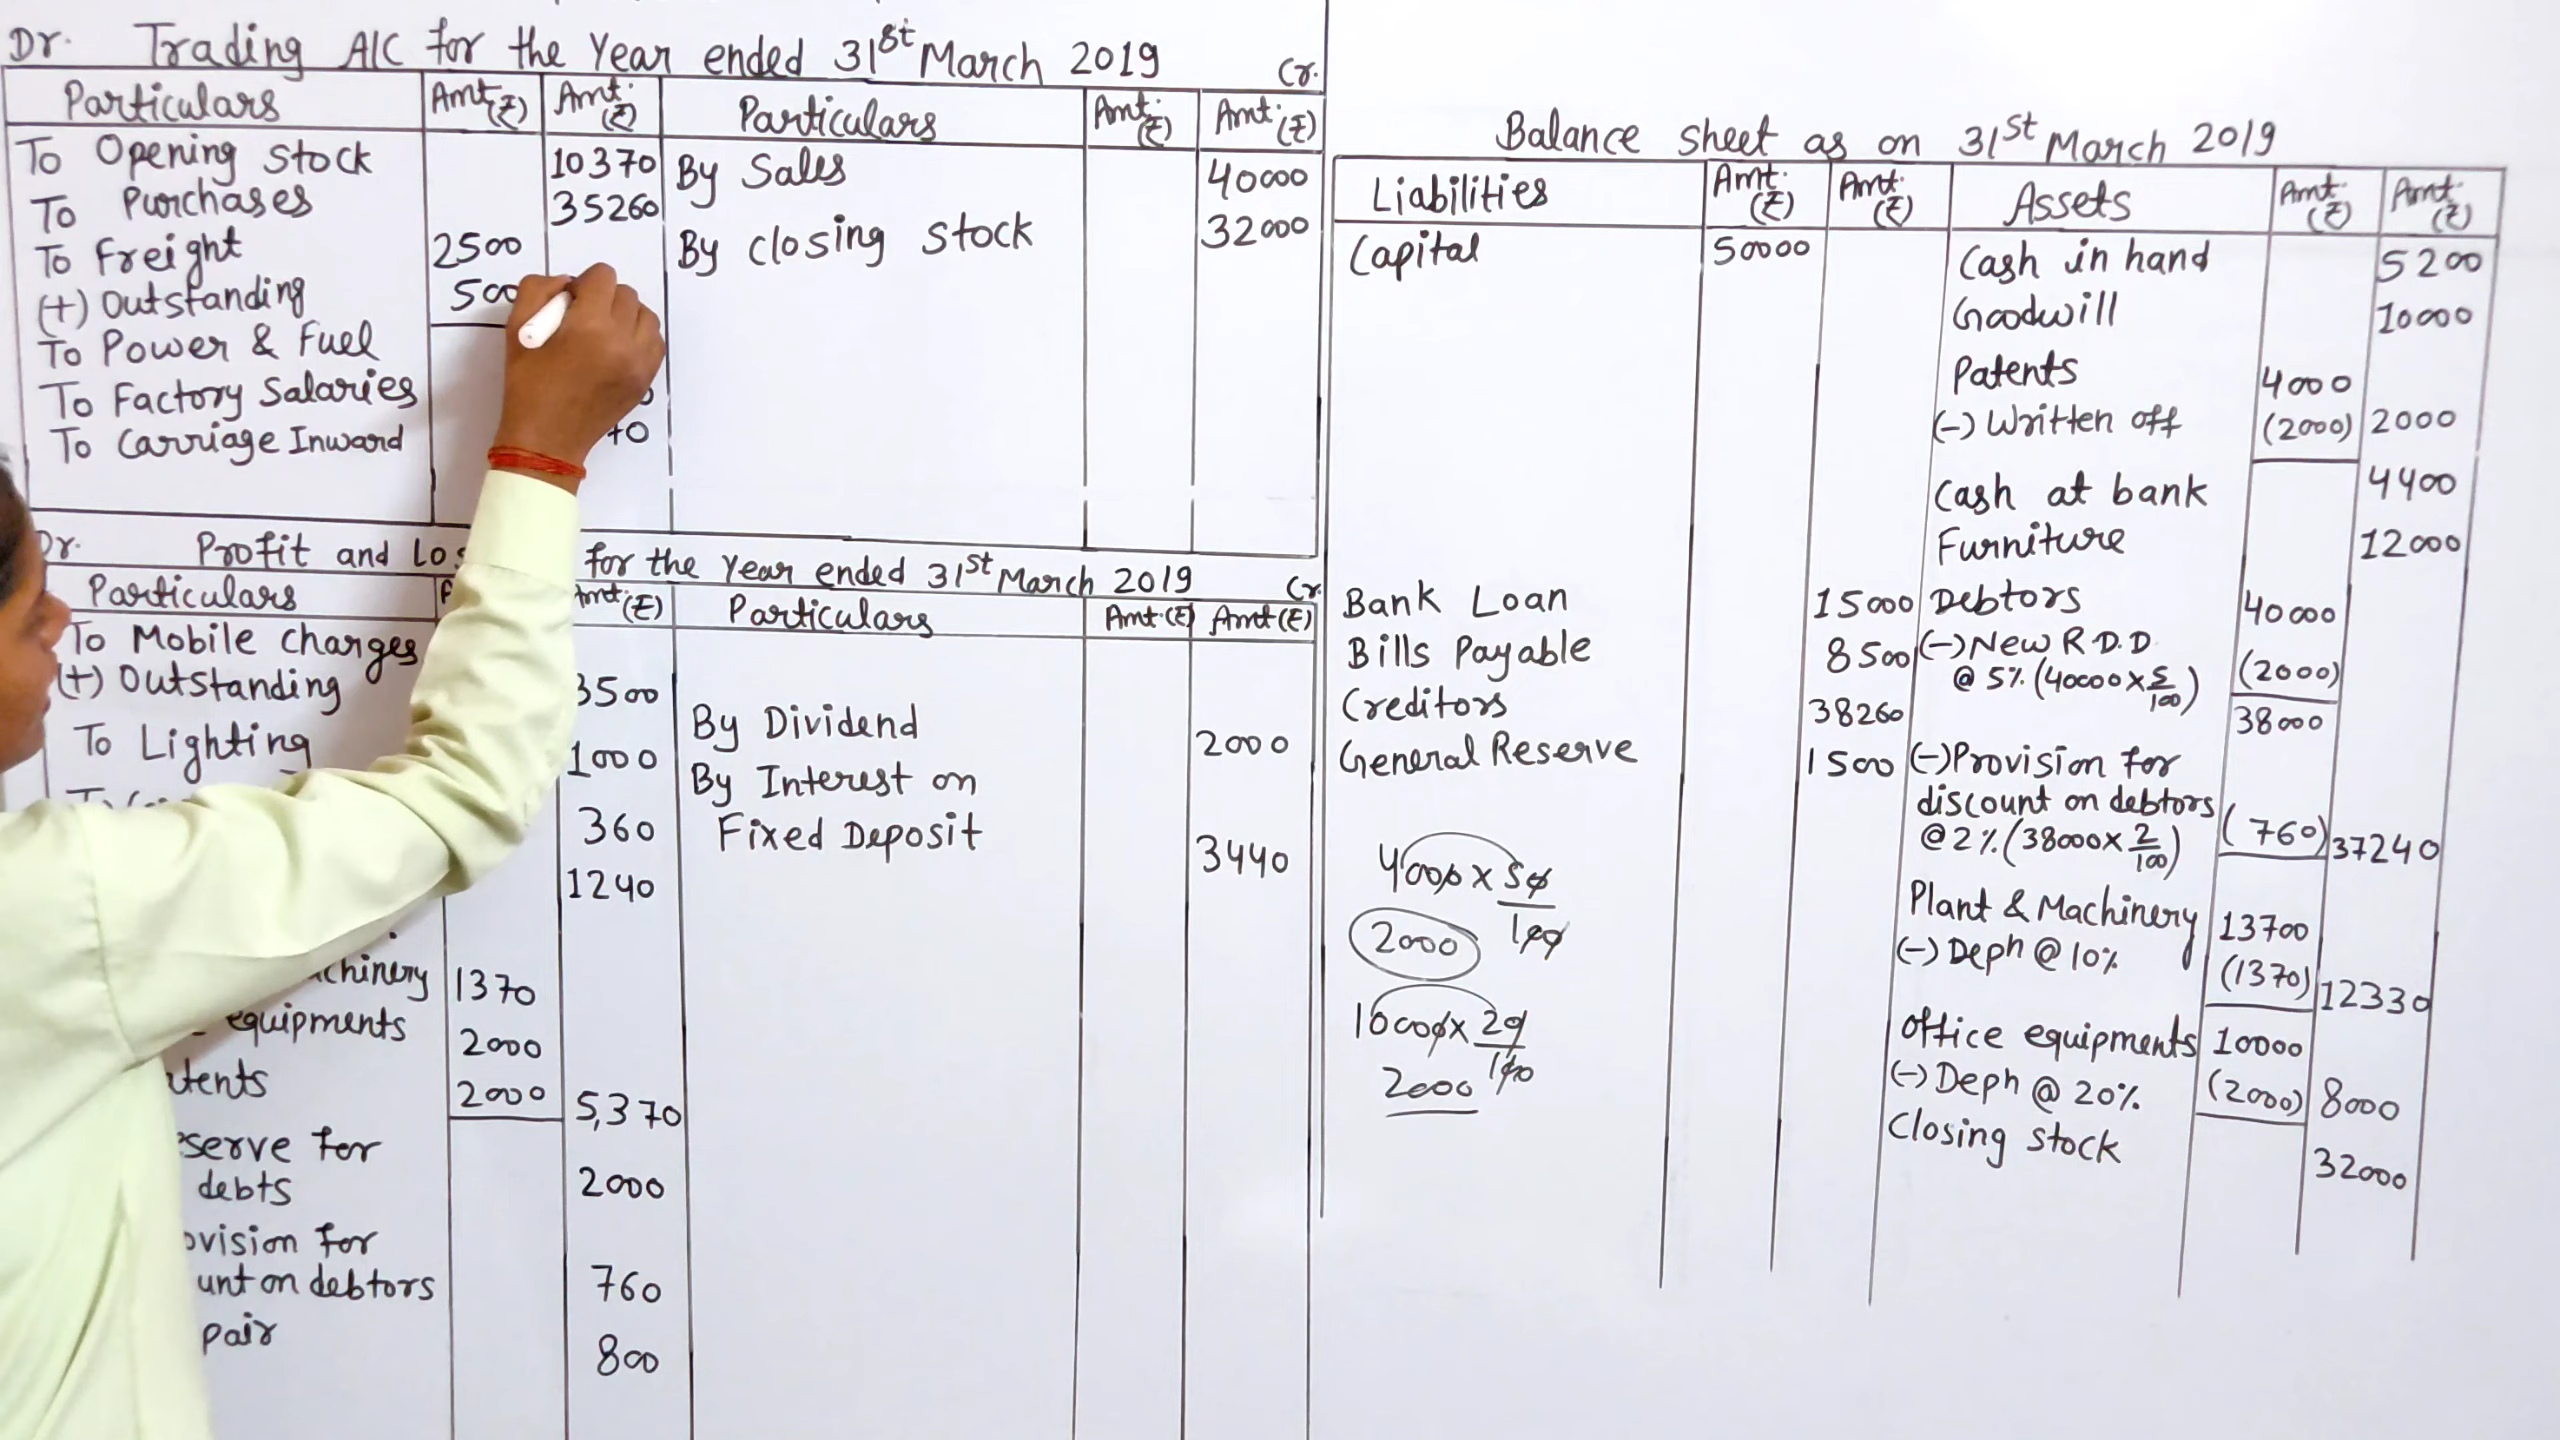 Dr. Trading A/C for the Year ended 31st March 2019 Cr.
Particulars Amt.(₹) Amt.(₹) Particulars Amt.(₹) Amt.(₹)
To Opening Stock 10370 By Sales 40000
To Purchases 35260 By Closing Stock 32000
To Freight 2500
(+) Outstanding 500
To Power & Fuel
To Factory Salaries
To Carriage Inward
Dr. Profit and for the Year ended 31st March 2019 Cr.
Particulars Amt.(₹) Particulars Amt.(₹) Amt.(₹)
To Mobile Charges
(+) Outstanding 3500 By Dividend 2000
To Lighting 1000 By Interest on
360 Fixed Deposit 3440
1240
1370
equipments 2000
2000 5,370
for
debts 2000
for
on debtors 760
800
Balance Sheet as on 31st March 2019
Liabilities Amt.(₹) Amt.(₹) Assets Amt.(₹) Amt.(₹)
Capital 50000 Cash in hand 5200
Goodwill 10000
Patents 4000
(-) Written off (2000) 2000
Cash at bank 4400
Furniture 12000
Bank Loan 15000 Debtors 40000
Bills Payable 8500 (-) New R.D.D
@ 5% (40000 x 5/100) (2000)
Creditors 38260 38000
General Reserve 1500 (-) Provision for
discount on debtors
@ 2% (38000 x 2/100) (760) 37240
4000 x 50/100
2000
Plant & Machinery 13700
(-) Deph @ 10% (1370) 12330
10000 x 20/100
2000
Office equipments 10000
(-) Deph @ 20% (2000) 8000
Closing Stock 32000